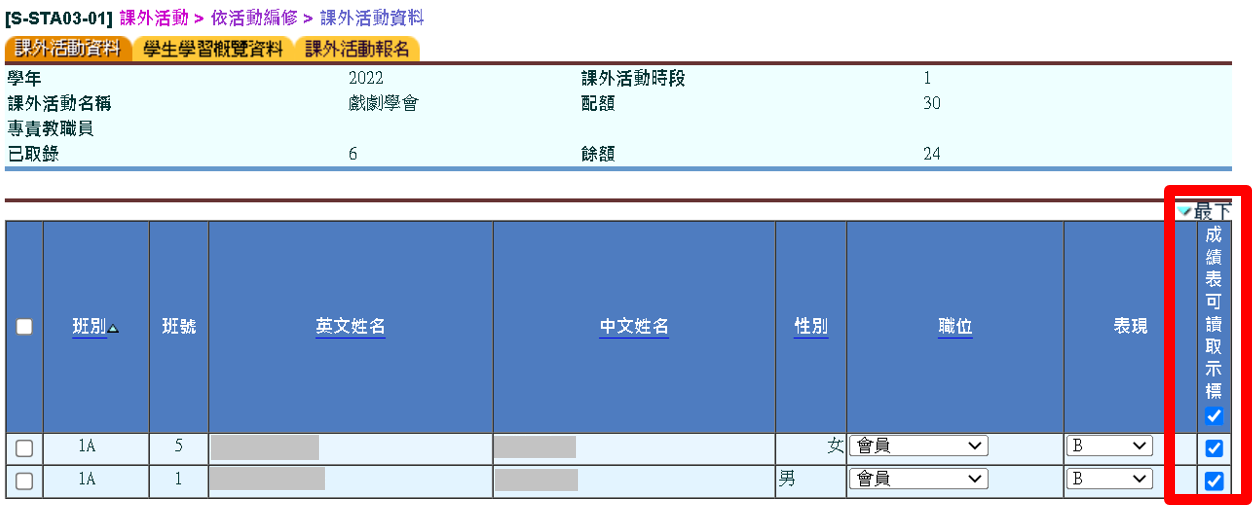 [S-STA03-01] 課外活動 > 依活動編修 > 課外活動資料
課外活動資料 學生學習概覽資料 課外活動報名
學年 2022 課外活動時段 1
課外活動名稱 戲劇學會 配額 30
專責教職員
已取錄 6 餘額 24
最下
班別 班號 英文姓名 中文姓名 性別 職位 表現 成績表可讀取示標
1A 5 女 會員 B
1A 1 男 會員 B